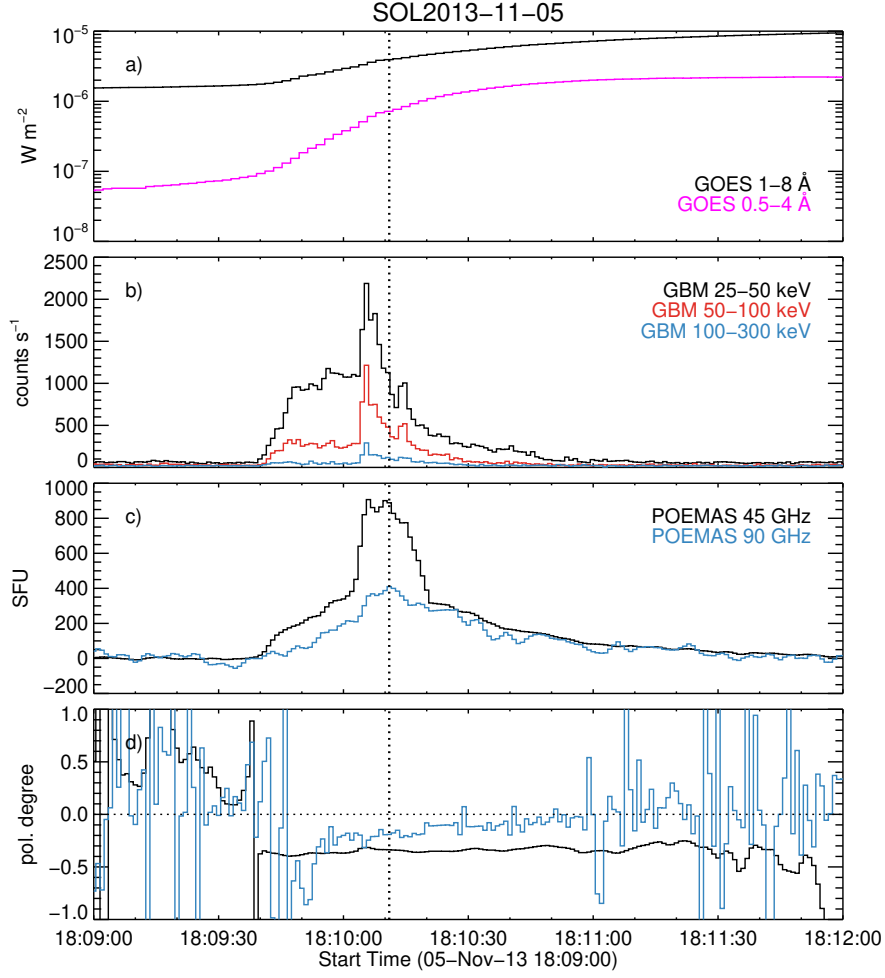 SOL2013−11−05
a)
10⁻⁵
10⁻⁶
10⁻⁷
10⁻⁸
W m⁻²
GOES 1−8 Å
GOES 0.5−4 Å
b)
2500
2000
1500
1000
500
0
counts s⁻¹
GBM 25−50 keV
GBM 50−100 keV
GBM 100−300 keV
c)
1000
800
600
400
200
0
−200
SFU
POEMAS 45 GHz
POEMAS 90 GHz
d)
1.0
0.5
0.0
−0.5
−1.0
pol. degree
18:09:00 18:09:30 18:10:00 18:10:30 18:11:00 18:11:30 18:12:00
Start Time (05−Nov−13 18:09:00)